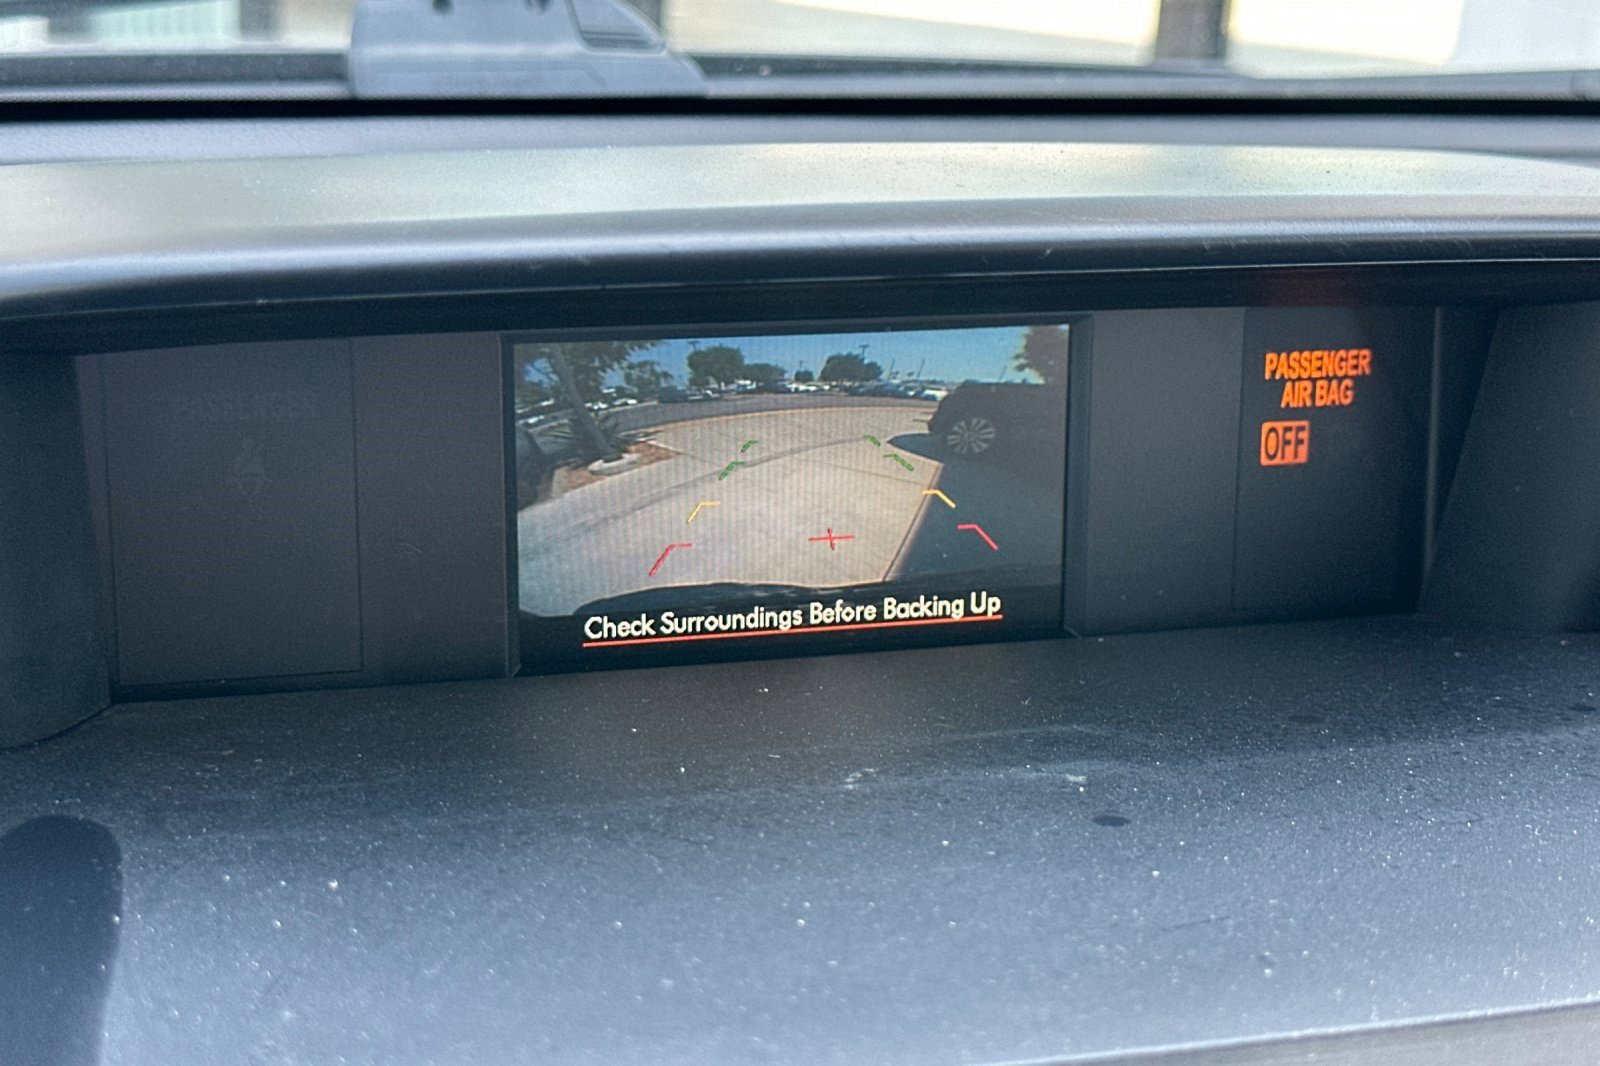 Check Surroundings Before Backing Up
PASSENGER
AIR BAG
OFF